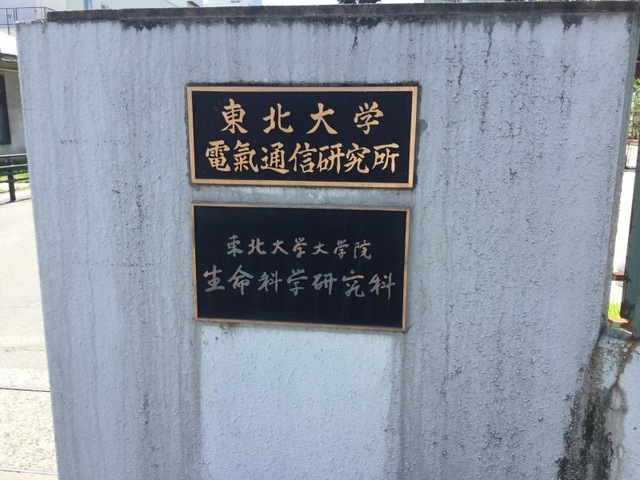 東北大学
電氣通信研究所
東北大学大学院
生命科学研究科